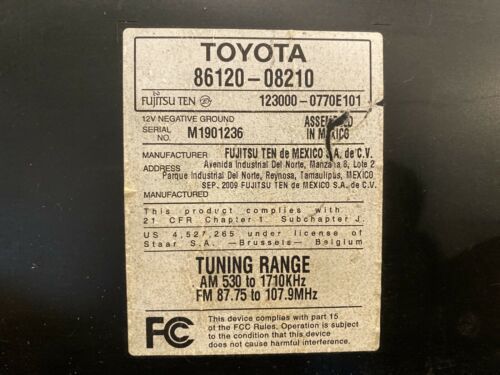 TOYOTA
86120-08210
FUJITSU TEN 123000-0770E101
12V NEGATIVE GROUND
SERIAL NO. M1901236
ASSEMBLED IN MEXICO
MANUFACTURER FUJITSU TEN de MEXICO S.A. de C.V.
ADDRESS Avenida Industrial Del Norte, Manzana 8, Lote 2
Parque Industrial Del Norte, Reynosa, Tamaulipus, MEXICO
SEP. 2009 FUJITSU TEN de MEXICO S.A. de C.V.
MANUFACTURED
This product complies with
21 CFR Chapter 1. Subchapter J.
US 4,527,265 under license of
Staar S.A. —Brussels— Belgium
TUNING RANGE
AM 530 to 1710KHz
FM 87.75 to 107.9MHz
FCC
This device complies with part 15
of the FCC Rules. Operation is subject
to the condition that this device
does not cause harmful interference.